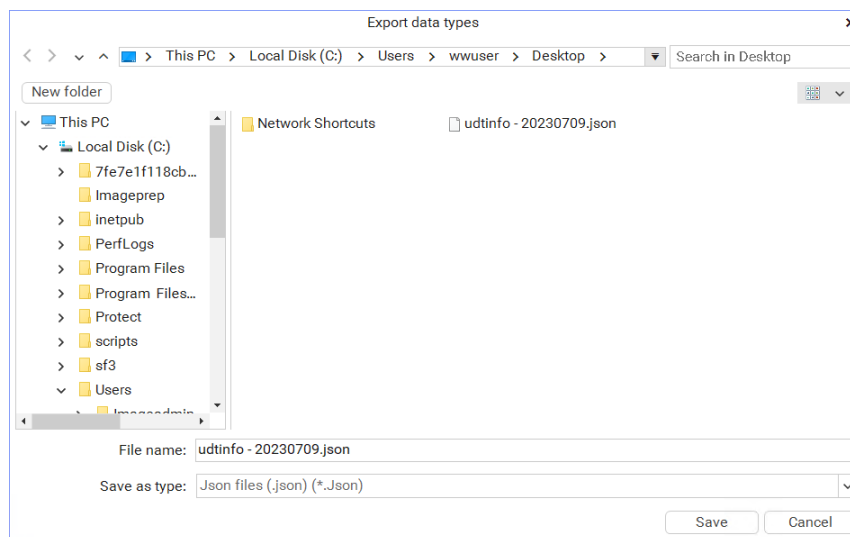 Export data types
This PC > Local Disk (C:) > Users > wwuser > Desktop >
Search in Desktop
New folder
This PC
Local Disk (C:)
7fe7e1f118cb...
Imageprep
inetpub
PerfLogs
Program Files
Program Files...
Protect
scripts
sf3
Users
Imageadmin
Network Shortcuts
udtinfo - 20230709.json
File name: udtinfo - 20230709.json
Save as type: Json files (.json) (*.Json)
Save
Cancel